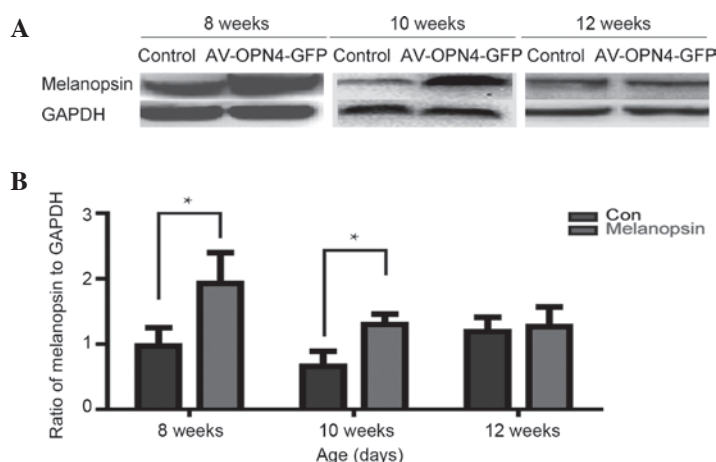 A
8 weeks 10 weeks 12 weeks
Control AV-OPN4-GFP Control AV-OPN4-GFP Control AV-OPN4-GFP
Melanopsin
GAPDH
B
Ratio of melanopsin to GAPDH
3
2
1
0
* *
Con
Melanopsin
8 weeks 10 weeks 12 weeks
Age (days)